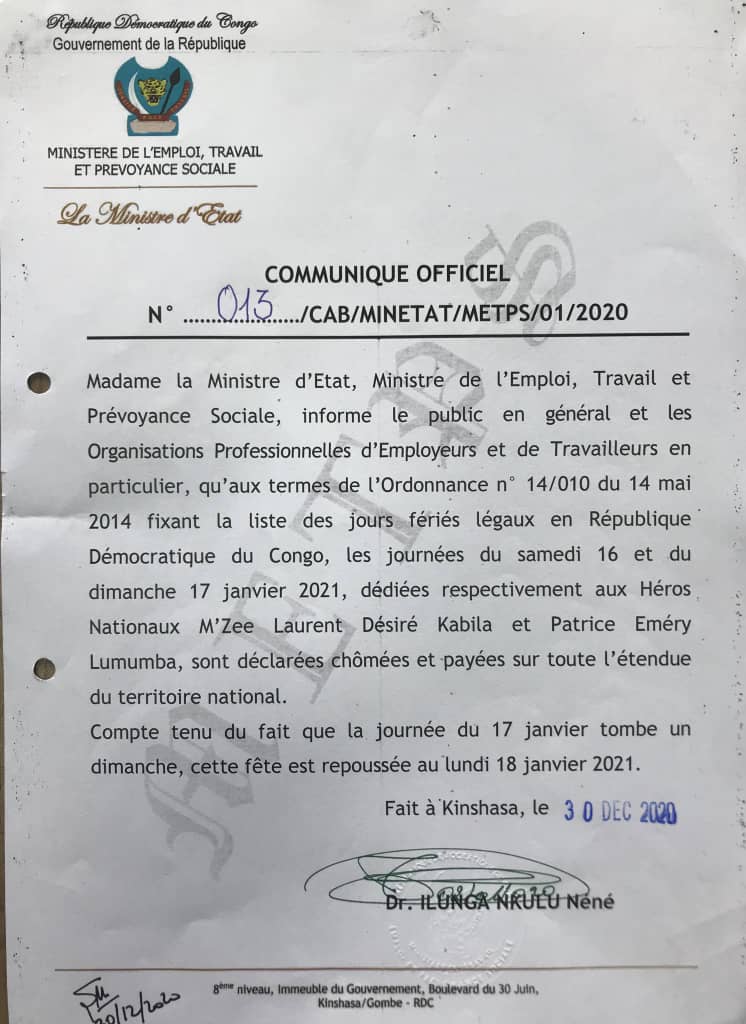 République Démocratique du Congo
Gouvernement de la République
MINISTERE DE L'EMPLOI, TRAVAIL
ET PREVOYANCE SOCIALE
La Ministre d'Etat
COMMUNIQUE OFFICIEL
N° .......013......../CAB/MINETAT/METPS/01/2020
Madame la Ministre d'Etat, Ministre de l'Emploi, Travail et
Prévoyance Sociale, informe le public en général et les
Organisations Professionnelles d'Employeurs et de Travailleurs en
particulier, qu'aux termes de l'Ordonnance n° 14/010 du 14 mai
2014 fixant la liste des jours fériés légaux en République
Démocratique du Congo, les journées du samedi 16 et du
dimanche 17 janvier 2021, dédiées respectivement aux Héros
Nationaux M'Zee Laurent Désiré Kabila et Patrice Eméry
Lumumba, sont déclarées chômées et payées sur toute l'étendue
du territoire national.
Compte tenu du fait que la journée du 17 janvier tombe un
dimanche, cette fête est repoussée au lundi 18 janvier 2021.
Fait à Kinshasa, le 30 DEC 2020
Dr. ILUNGA NKULU Néné
8ème niveau, Immeuble du Gouvernement, Boulevard du 30 Juin,
Kinshasa/Gombe - RDC
METPS